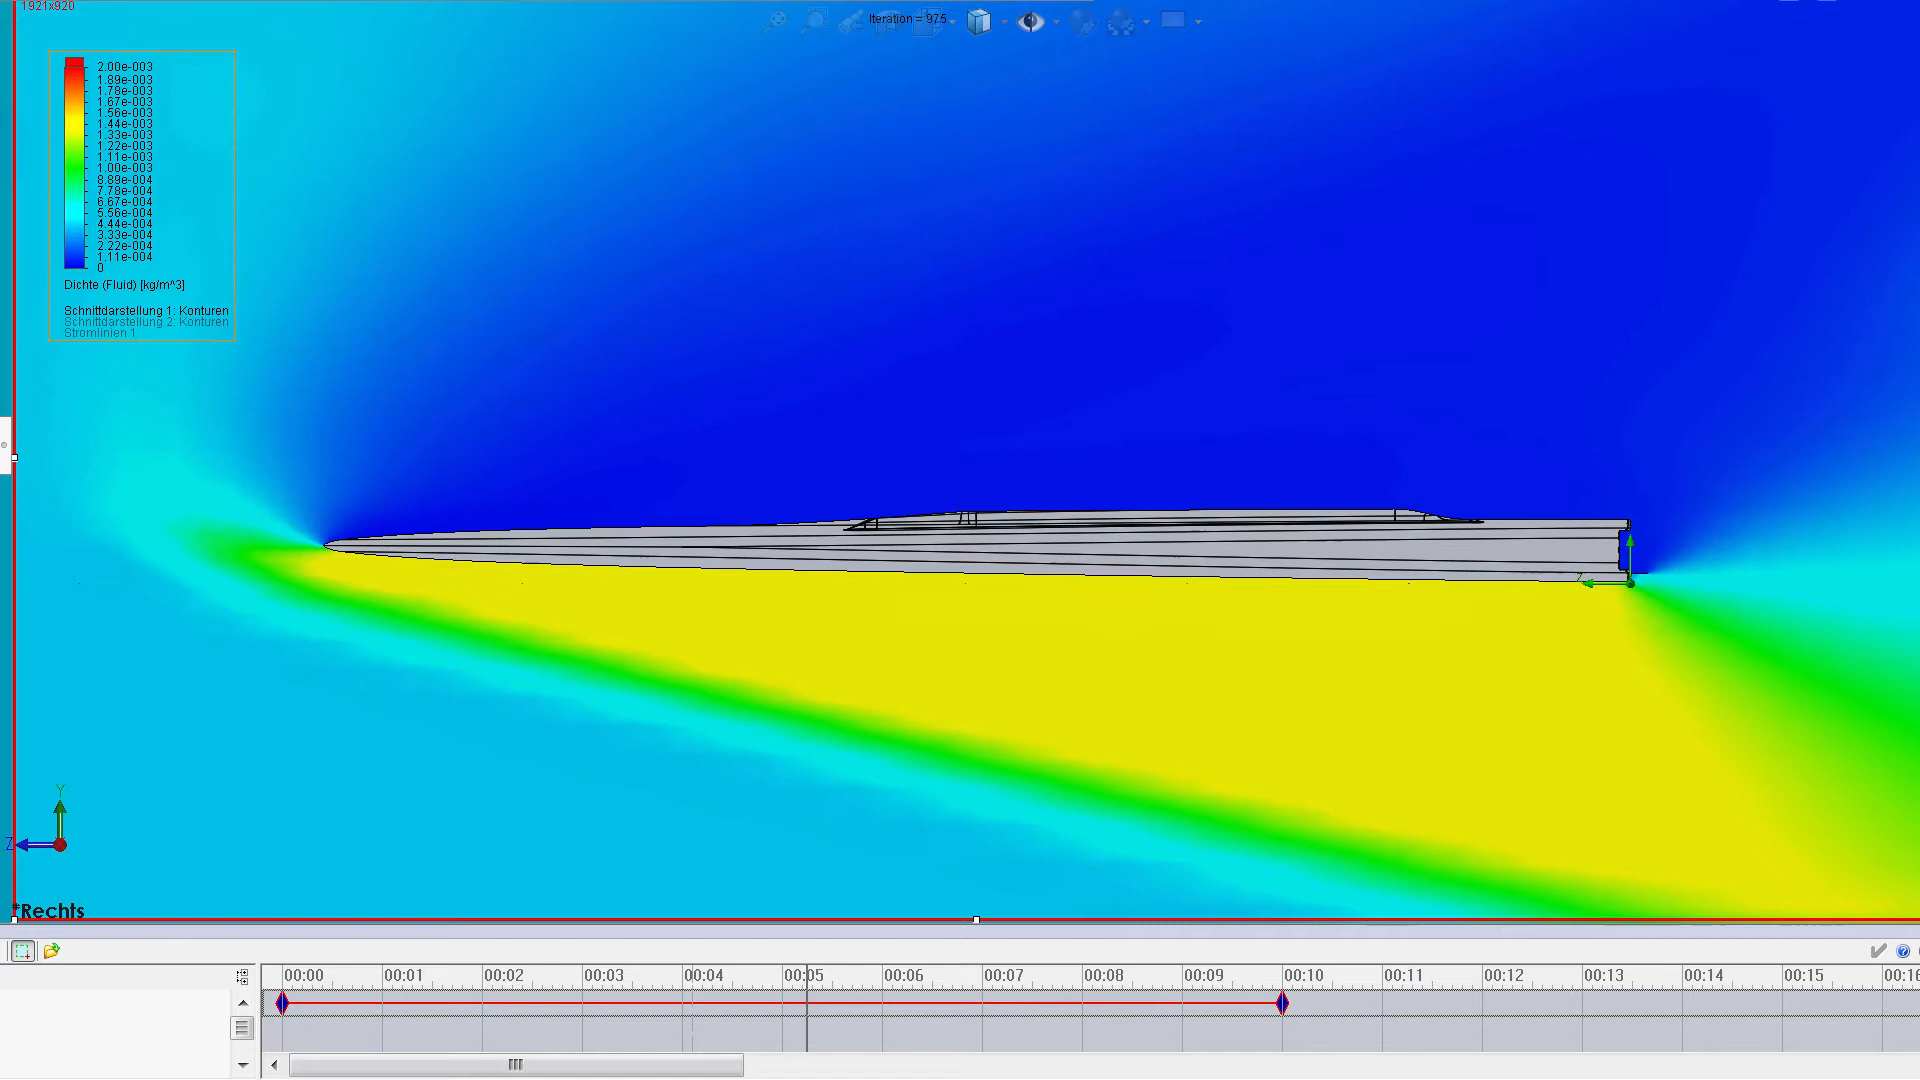 1921x920
Iteration = 975
2.00e-003
1.89e-003
1.78e-003
1.67e-003
1.56e-003
1.44e-003
1.33e-003
1.22e-003
1.11e-003
1.00e-003
8.89e-004
7.78e-004
6.67e-004
5.56e-004
4.44e-004
3.33e-004
2.22e-004
1.11e-004
0
Dichte (Fluid) [kg/m^3]
Schnittdarstellung 1: Konturen
Schnittdarstellung 2: Konturen
Stromlinien 1
Z
Y
Z
*Rechts
00:00 00:01 00:02 00:03 00:04 00:05 00:06 00:07 00:08 00:09 00:10 00:11 00:12 00:13 00:14 00:15 00:16